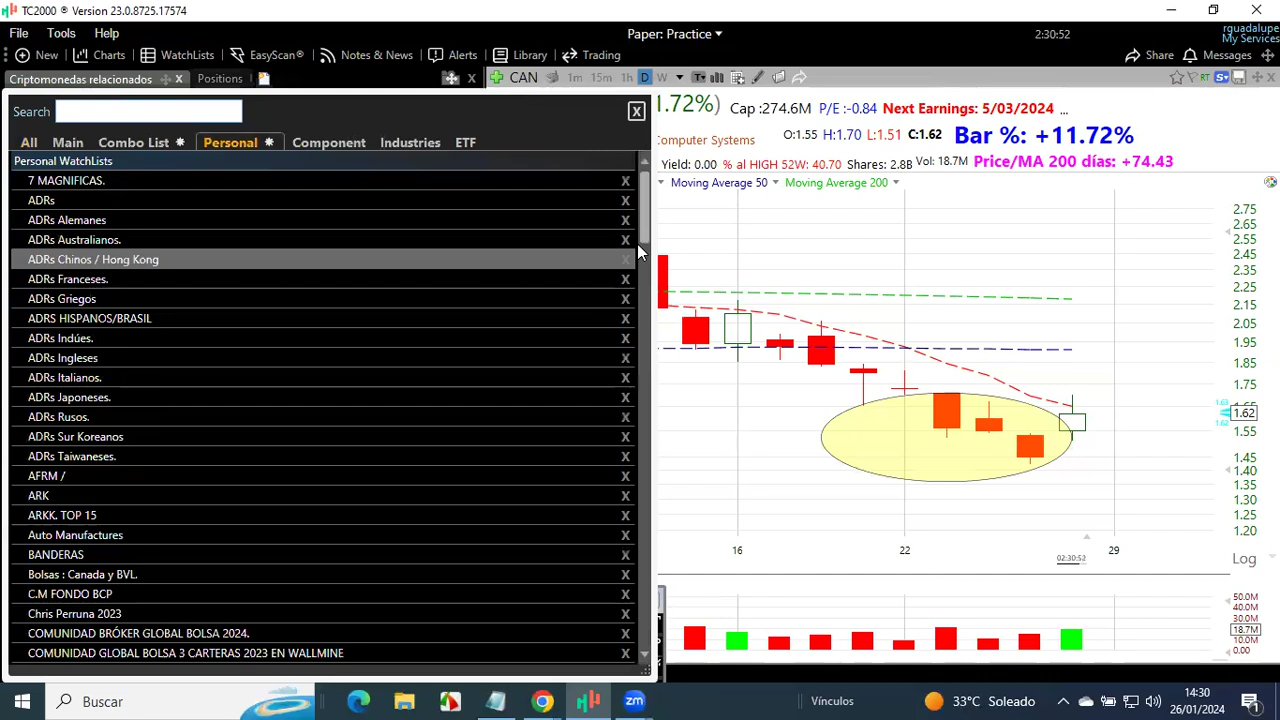 TC2000 ® Version 23.0.8725.17574
File Tools Help
Paper: Practice
2:30:52
rguadalupe
My Services
New Charts WatchLists EasyScan® Notes & News Alerts Library Trading
Share Messages
Criptomonedas relacionados X Positions
CAN 1m 15m 1h D W
RT
Search
X
All Main Combo List Personal Component Industries ETF
Personal WatchLists
7 MAGNIFICAS. X
ADRs X
ADRs Alemanes X
ADRs Australianos. X
ADRs Chinos / Hong Kong X
ADRs Franceses. X
ADRs Griegos X
ADRS HISPANOS/BRASIL X
ADRs Indúes. X
ADRs Ingleses X
ADRs Italianos. X
ADRs Japoneses. X
ADRs Rusos. X
ADRs Sur Koreanos X
ADRs Taiwaneses. X
AFRM / X
ARK X
ARKK. TOP 15 X
Auto Manufactures X
BANDERAS X
Bolsas : Canada y BVL. X
C.M FONDO BCP X
Chris Perruna 2023 X
COMUNIDAD BRÓKER GLOBAL BOLSA 2024. X
COMUNIDAD GLOBAL BOLSA 3 CARTERAS 2023 EN WALLMINE X
1.72%) Cap :274.6M P/E :-0.84 Next Earnings: 5/03/2024 ...
Computer Systems O:1.55 H:1.70 L:1.51 C:1.62 Bar %: +11.72%
Yield: 0.00 % al HIGH 52W: 40.70 Shares: 2.8B Vol: 18.7M Price/MA 200 días: +74.43
Moving Average 50 Moving Average 200
2.75
2.65
2.55
2.45
2.35
2.25
2.15
2.05
1.95
1.85
1.75
1.63
1.62
1.62
1.55
1.45
1.40
1.35
1.30
1.25
1.20
16 22 29
02:30:52
Log
50.0M
40.0M
30.0M
18.7M
10.0M
0.00
Buscar
Vínculos
33°C Soleado
14:30
26/01/2024
1